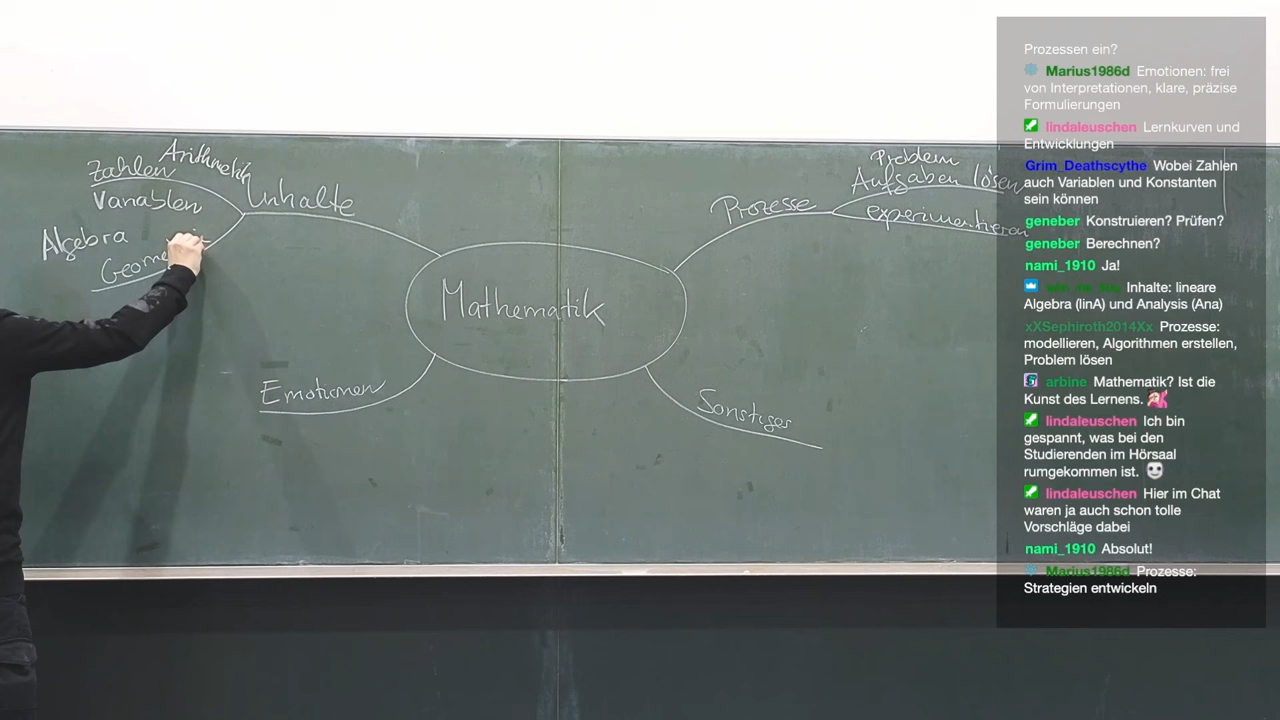 Zahlen
Arithmetik
Variablen
Inhalte
Algebra
Mathematik
Emotionen
Prozesse
Problem
Aufgaben lösen
experimentieren
Sonstiges
Prozessen ein?
Marius1986d Emotionen: frei
von Interpretationen, klare, präzise
Formulierungen
lindaleuschen Lernkurven und
Entwicklungen
Grim_Deathscythe Wobei Zahlen
auch Variablen und Konstanten
sein können
geneber Konstruieren? Prüfen?
geneber Berechnen?
nami_1910 Ja!
Inhalte: lineare
Algebra (linA) und Analysis (Ana)
xXSephiroth2014Xx Prozesse:
modellieren, Algorithmen erstellen,
Problem lösen
arbine Mathematik? Ist die
Kunst des Lernens.
lindaleuschen Ich bin
gespannt, was bei den
Studierenden im Hörsaal
rumgekommen ist.
lindaleuschen Hier im Chat
waren ja auch schon tolle
Vorschläge dabei
nami_1910 Absolut!
Marius1986d Prozesse:
Strategien entwickeln